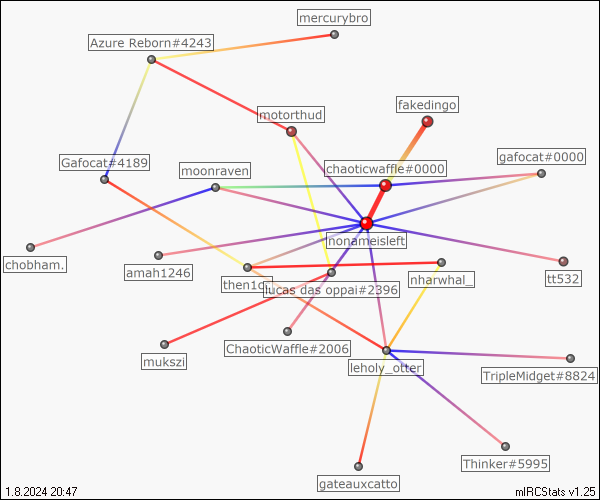 mercurybro
Azure Reborn#4243
fakedingo
motorthud
gafocat#0000
Gafocat#4189
moonraven
chaoticwaffle#0000
nonameisleft
chobham.
amah1246
tt532
nharwhal_
lucas das oppai#2396
ChaoticWaffle#2006
mukszi
leholy_otter
TripleMidget#8824
Thinker#5995
gateauxcatto
1.8.2024 20:47
mIRCStats v1.25